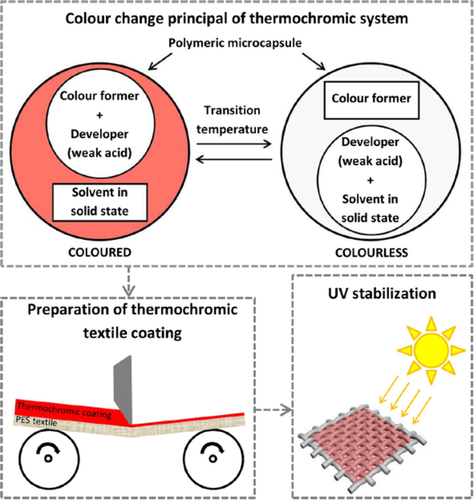 Colour change principal of thermochromic system
Polymeric microcapsule
Colour former
+
Developer
(weak acid)
Solvent in
solid state
COLOURED
Transition
temperature
Colour former
Developer
(weak acid)
+
Solvent in
solid state
COLOURLESS
Preparation of thermochromic
textile coating
Thermochromic coating
PES textile
UV stabilization